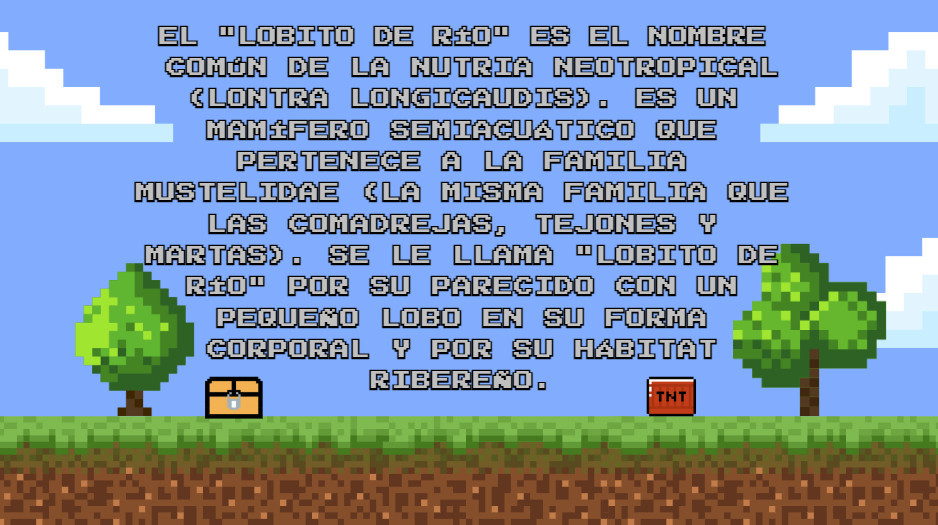 EL "LOBITO DE RíO" ES EL NOMBRE
COMúN DE LA NUTRIA NEOTROPICAL
(LONTRA LONGICAUDIS). ES UN
MAMíFERO SEMIACUáTICO QUE
PERTENECE A LA FAMILIA
MUSTELIDAE (LA MISMA FAMILIA QUE
LAS COMADREJAS, TEJONES Y
MARTAS). SE LE LLAMA "LOBITO DE
RíO" POR SU PARECIDO CON UN
PEQUEÑO LOBO EN SU FORMA
CORPORAL Y POR SU HáBITAT
RIBEREÑO.
TNT